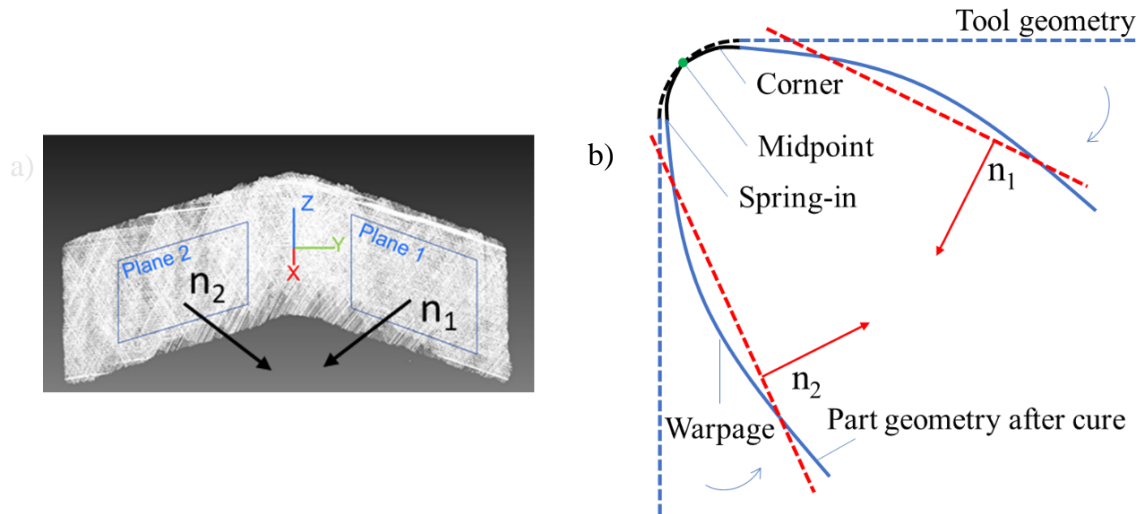 a)
Z
Y
X
Plane 2
Plane 1
n2
n1
b)
Tool geometry
Corner
Midpoint
Spring-in
n1
n2
Warpage
Part geometry after cure